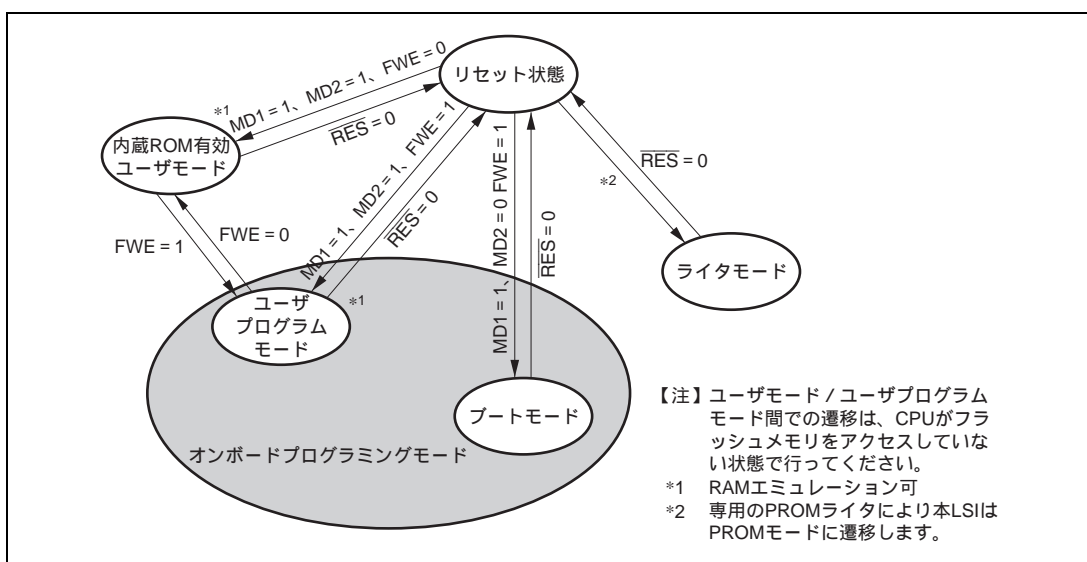 リセット状態
MD1 = 1、MD2 = 1、FWE = 0
*1
RES = 0
内蔵ROM有効
ユーザモード
MD1 = 1、MD2 = 1、FWE = 1
RES = 0
MD1 = 1、MD2 = 0 FWE = 1
RES = 0
RES = 0
*2
FWE = 1
FWE = 0
ライタモード
ユーザ
プログラム
モード
*1
ブートモード
オンボードプログラミングモード
【注】ユーザモード / ユーザプログラム
モード間での遷移は、CPUがフラ
ッシュメモリをアクセスしていな
い状態で行ってください。
*1 RAMエミュレーション可
*2 専用のPROMライタにより本LSIは
PROMモードに遷移します。